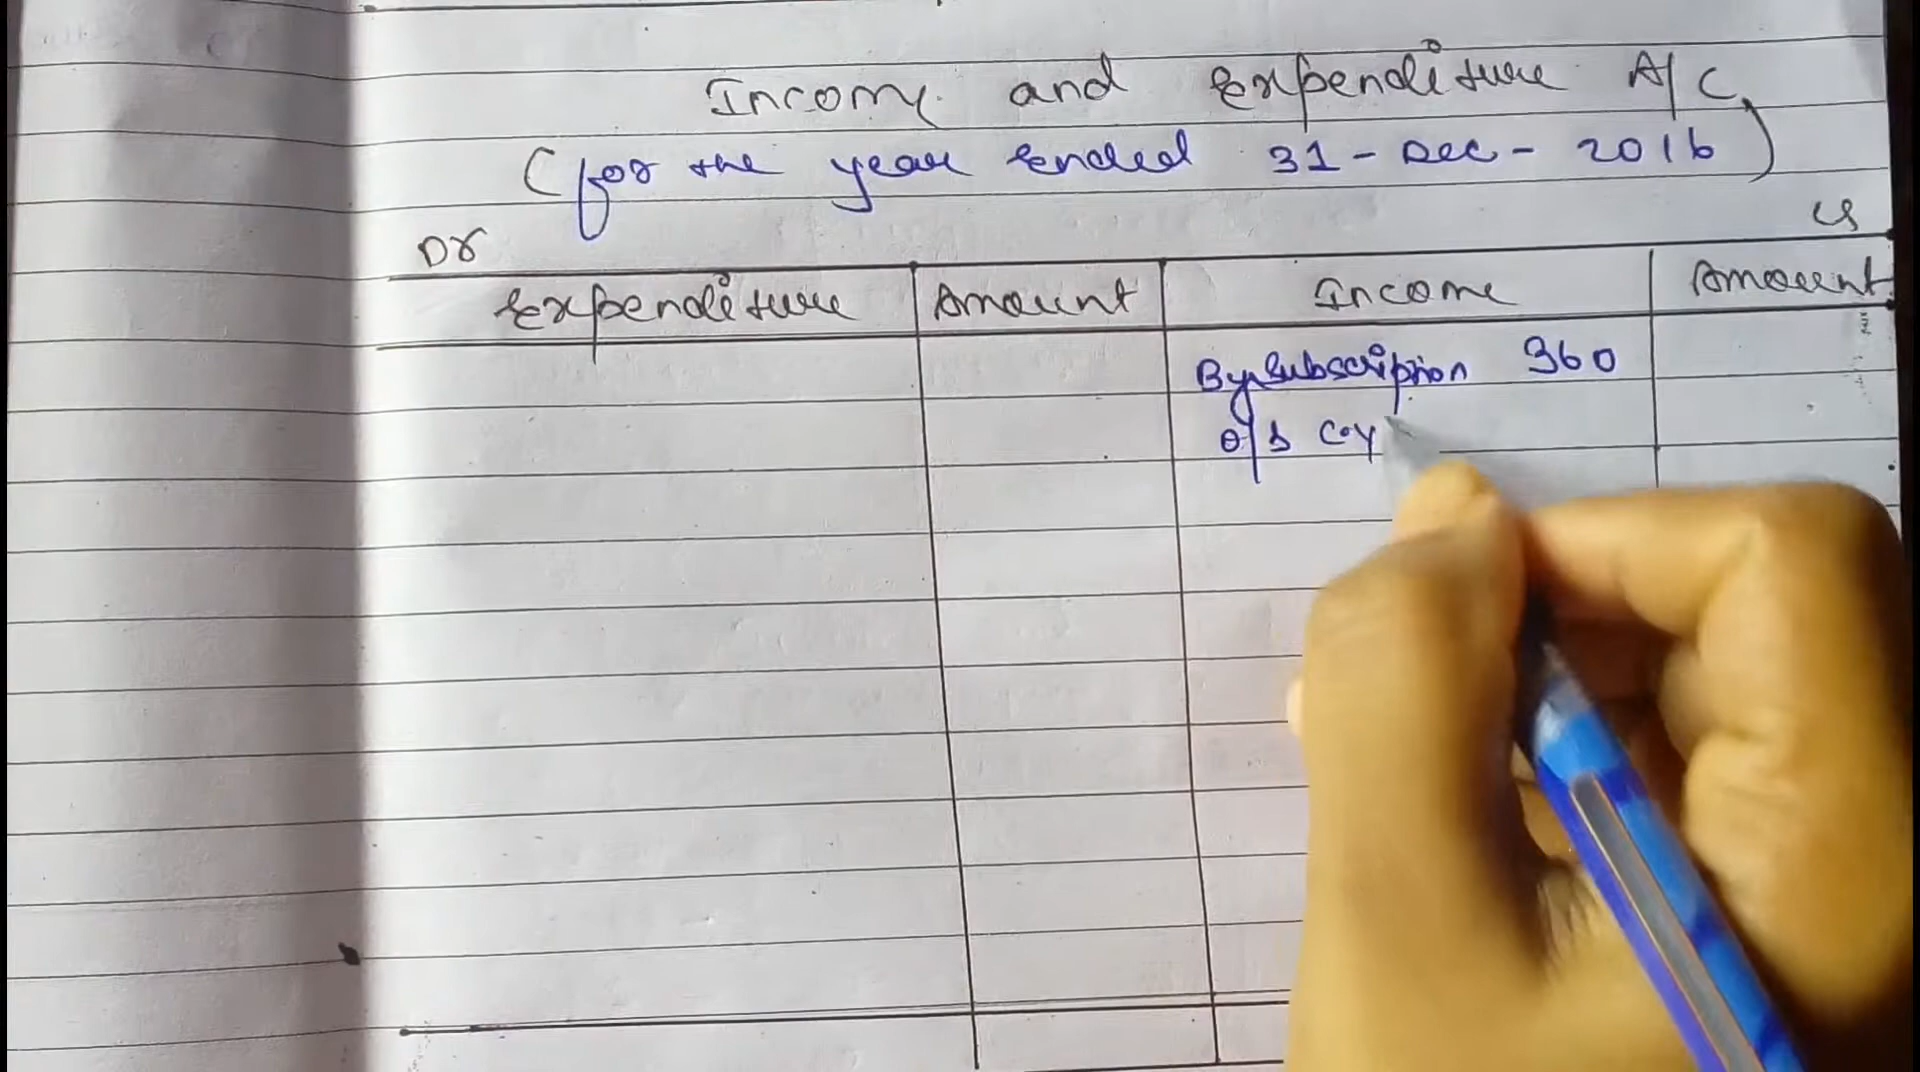 Income and Expenditure A/C
(for the year ended 31-Dec-2016)
Dr Cr
Expenditure Amount Income Amount
By Subscription 360
O/S C.Y